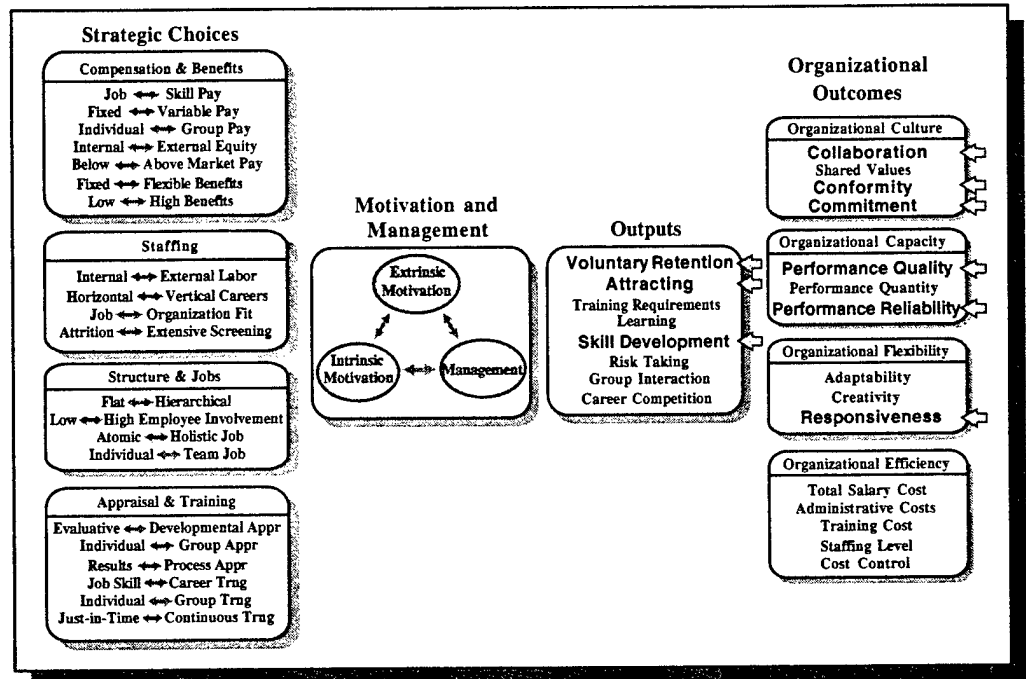 Strategic Choices
Compensation & Benefits
Job ⟷ Skill Pay
Fixed ⟷ Variable Pay
Individual ⟷ Group Pay
Internal ⟷ External Equity
Below ⟷ Above Market Pay
Fixed ⟷ Flexible Benefits
Low ⟷ High Benefits
Staffing
Internal ⟷ External Labor
Horizontal ⟷ Vertical Careers
Job ⟷ Organization Fit
Attrition ⟷ Extensive Screening
Structure & Jobs
Flat ⟷ Hierarchical
Low ⟷ High Employee Involvement
Atomic ⟷ Holistic Job
Individual ⟷ Team Job
Appraisal & Training
Evaluative ⟷ Developmental Appr
Individual ⟷ Group Appr
Results ⟷ Process Appr
Job Skill ⟷ Career Trng
Individual ⟷ Group Trng
Just-in-Time ⟷ Continuous Trng
Motivation and
Management
Extrinsic
Motivation
Intrinsic
Motivation
Management
Outputs
Voluntary Retention
Attracting
Training Requirements
Learning
Skill Development
Risk Taking
Group Interaction
Career Competition
Organizational
Outcomes
Organizational Culture
Collaboration
Shared Values
Conformity
Commitment
Organizational Capacity
Performance Quality
Performance Quantity
Performance Reliability
Organizational Flexibility
Adaptability
Creativity
Responsiveness
Organizational Efficiency
Total Salary Cost
Administrative Costs
Training Cost
Staffing Level
Cost Control